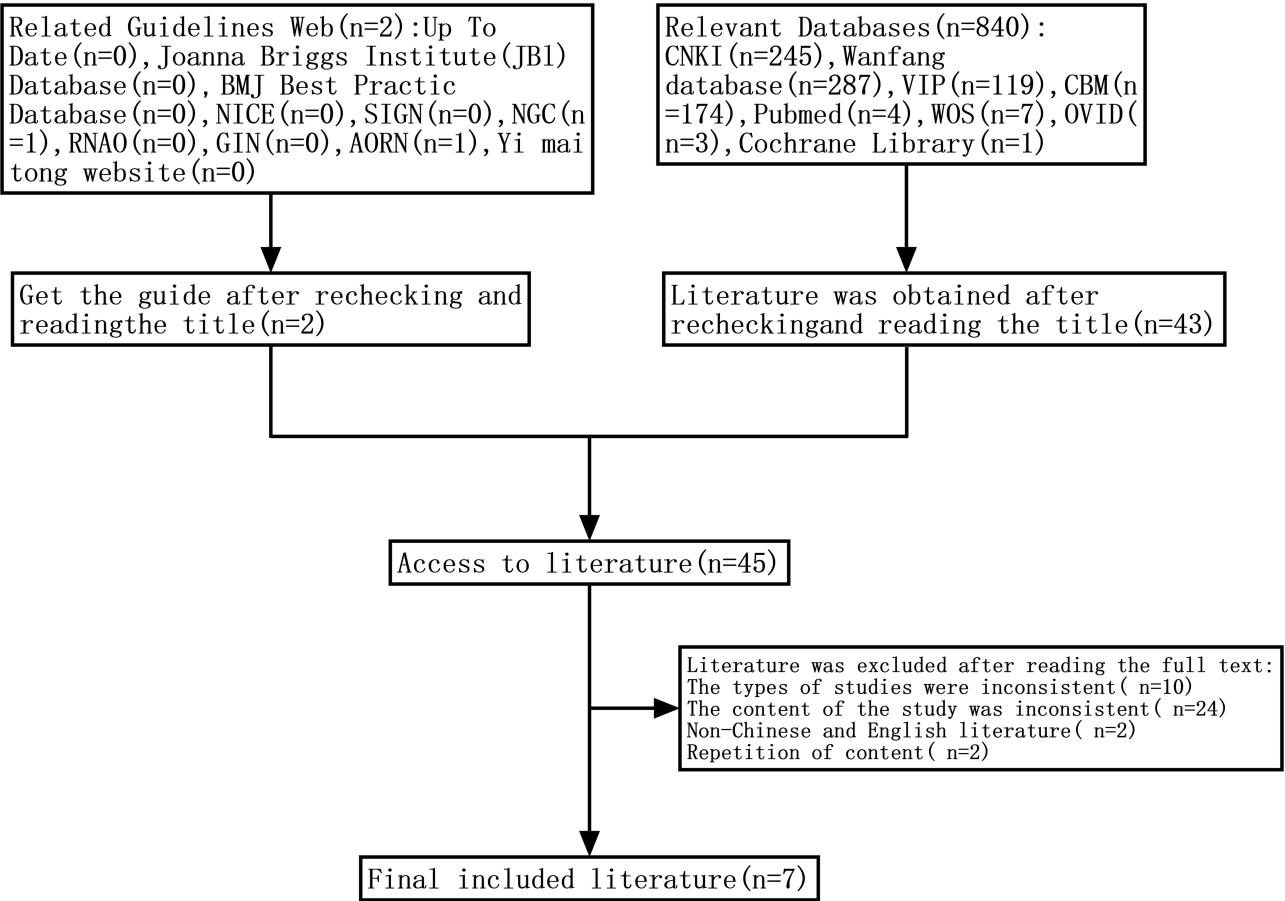 Related Guidelines Web(n=2):Up To
Date(n=0),Joanna Briggs Institute(JBl)
Database(n=0), BMJ Best Practic
Database(n=0),NICE(n=0),SIGN(n=0),NGC(n
=1),RNAO(n=0),GIN(n=0),AORN(n=1),Yi mai
tong website(n=0)
Relevant Databases(n=840):
CNKI(n=245),Wanfang
database(n=287),VIP(n=119),CBM(n
=174),Pubmed(n=4),WOS(n=7),OVID(
n=3),Cochrane Library(n=1)
Get the guide after rechecking and
readingthe title(n=2)
Literature was obtained after
recheckingand reading the title(n=43)
Access to literature(n=45)
Literature was excluded after reading the full text:
The types of studies were inconsistent( n=10)
The content of the study was inconsistent( n=24)
Non-Chinese and English literature( n=2)
Repetition of content( n=2)
Final included literature(n=7)